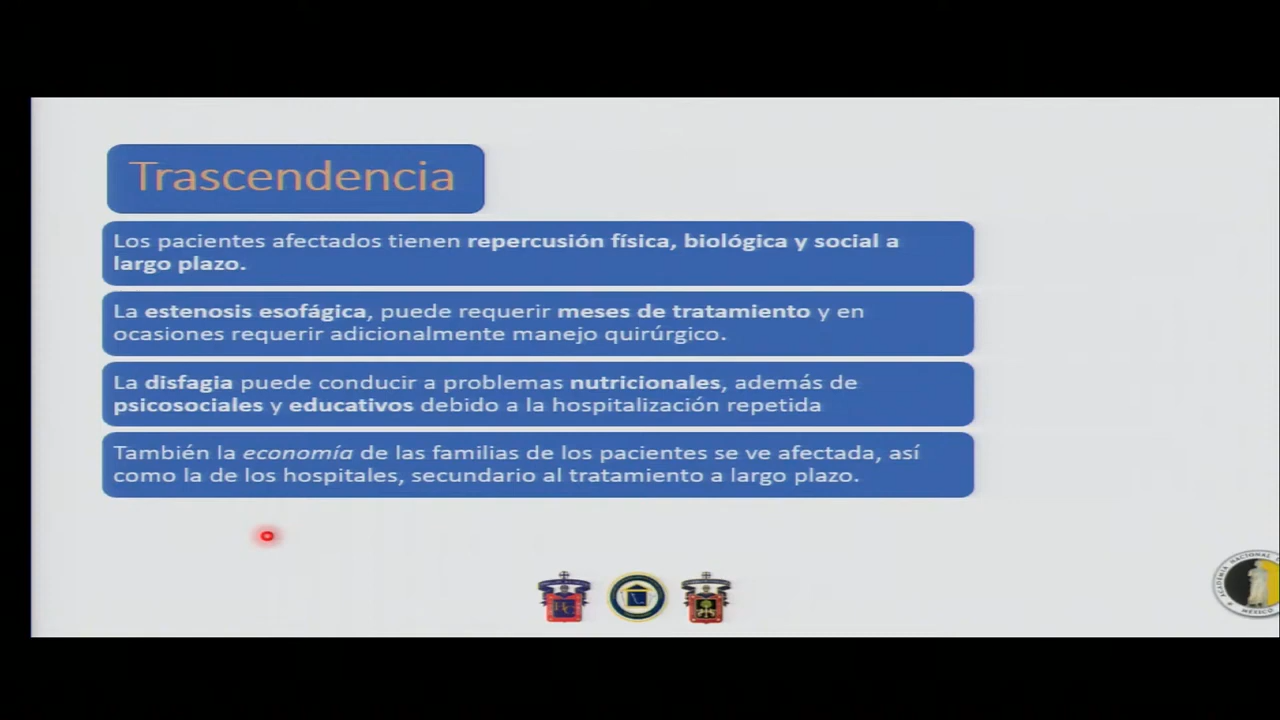 Trascendencia
Los pacientes afectados tienen repercusión física, biológica y social a
largo plazo.
La estenosis esofágica, puede requerir meses de tratamiento y en
ocasiones requerir adicionalmente manejo quirúrgico.
La disfagia puede conducir a problemas nutricionales, además de
psicosociales y educativos debido a la hospitalización repetida
También la economía de las familias de los pacientes se ve afectada, así
como la de los hospitales, secundario al tratamiento a largo plazo.
ACADEMIA NACIONAL
MÉXICO